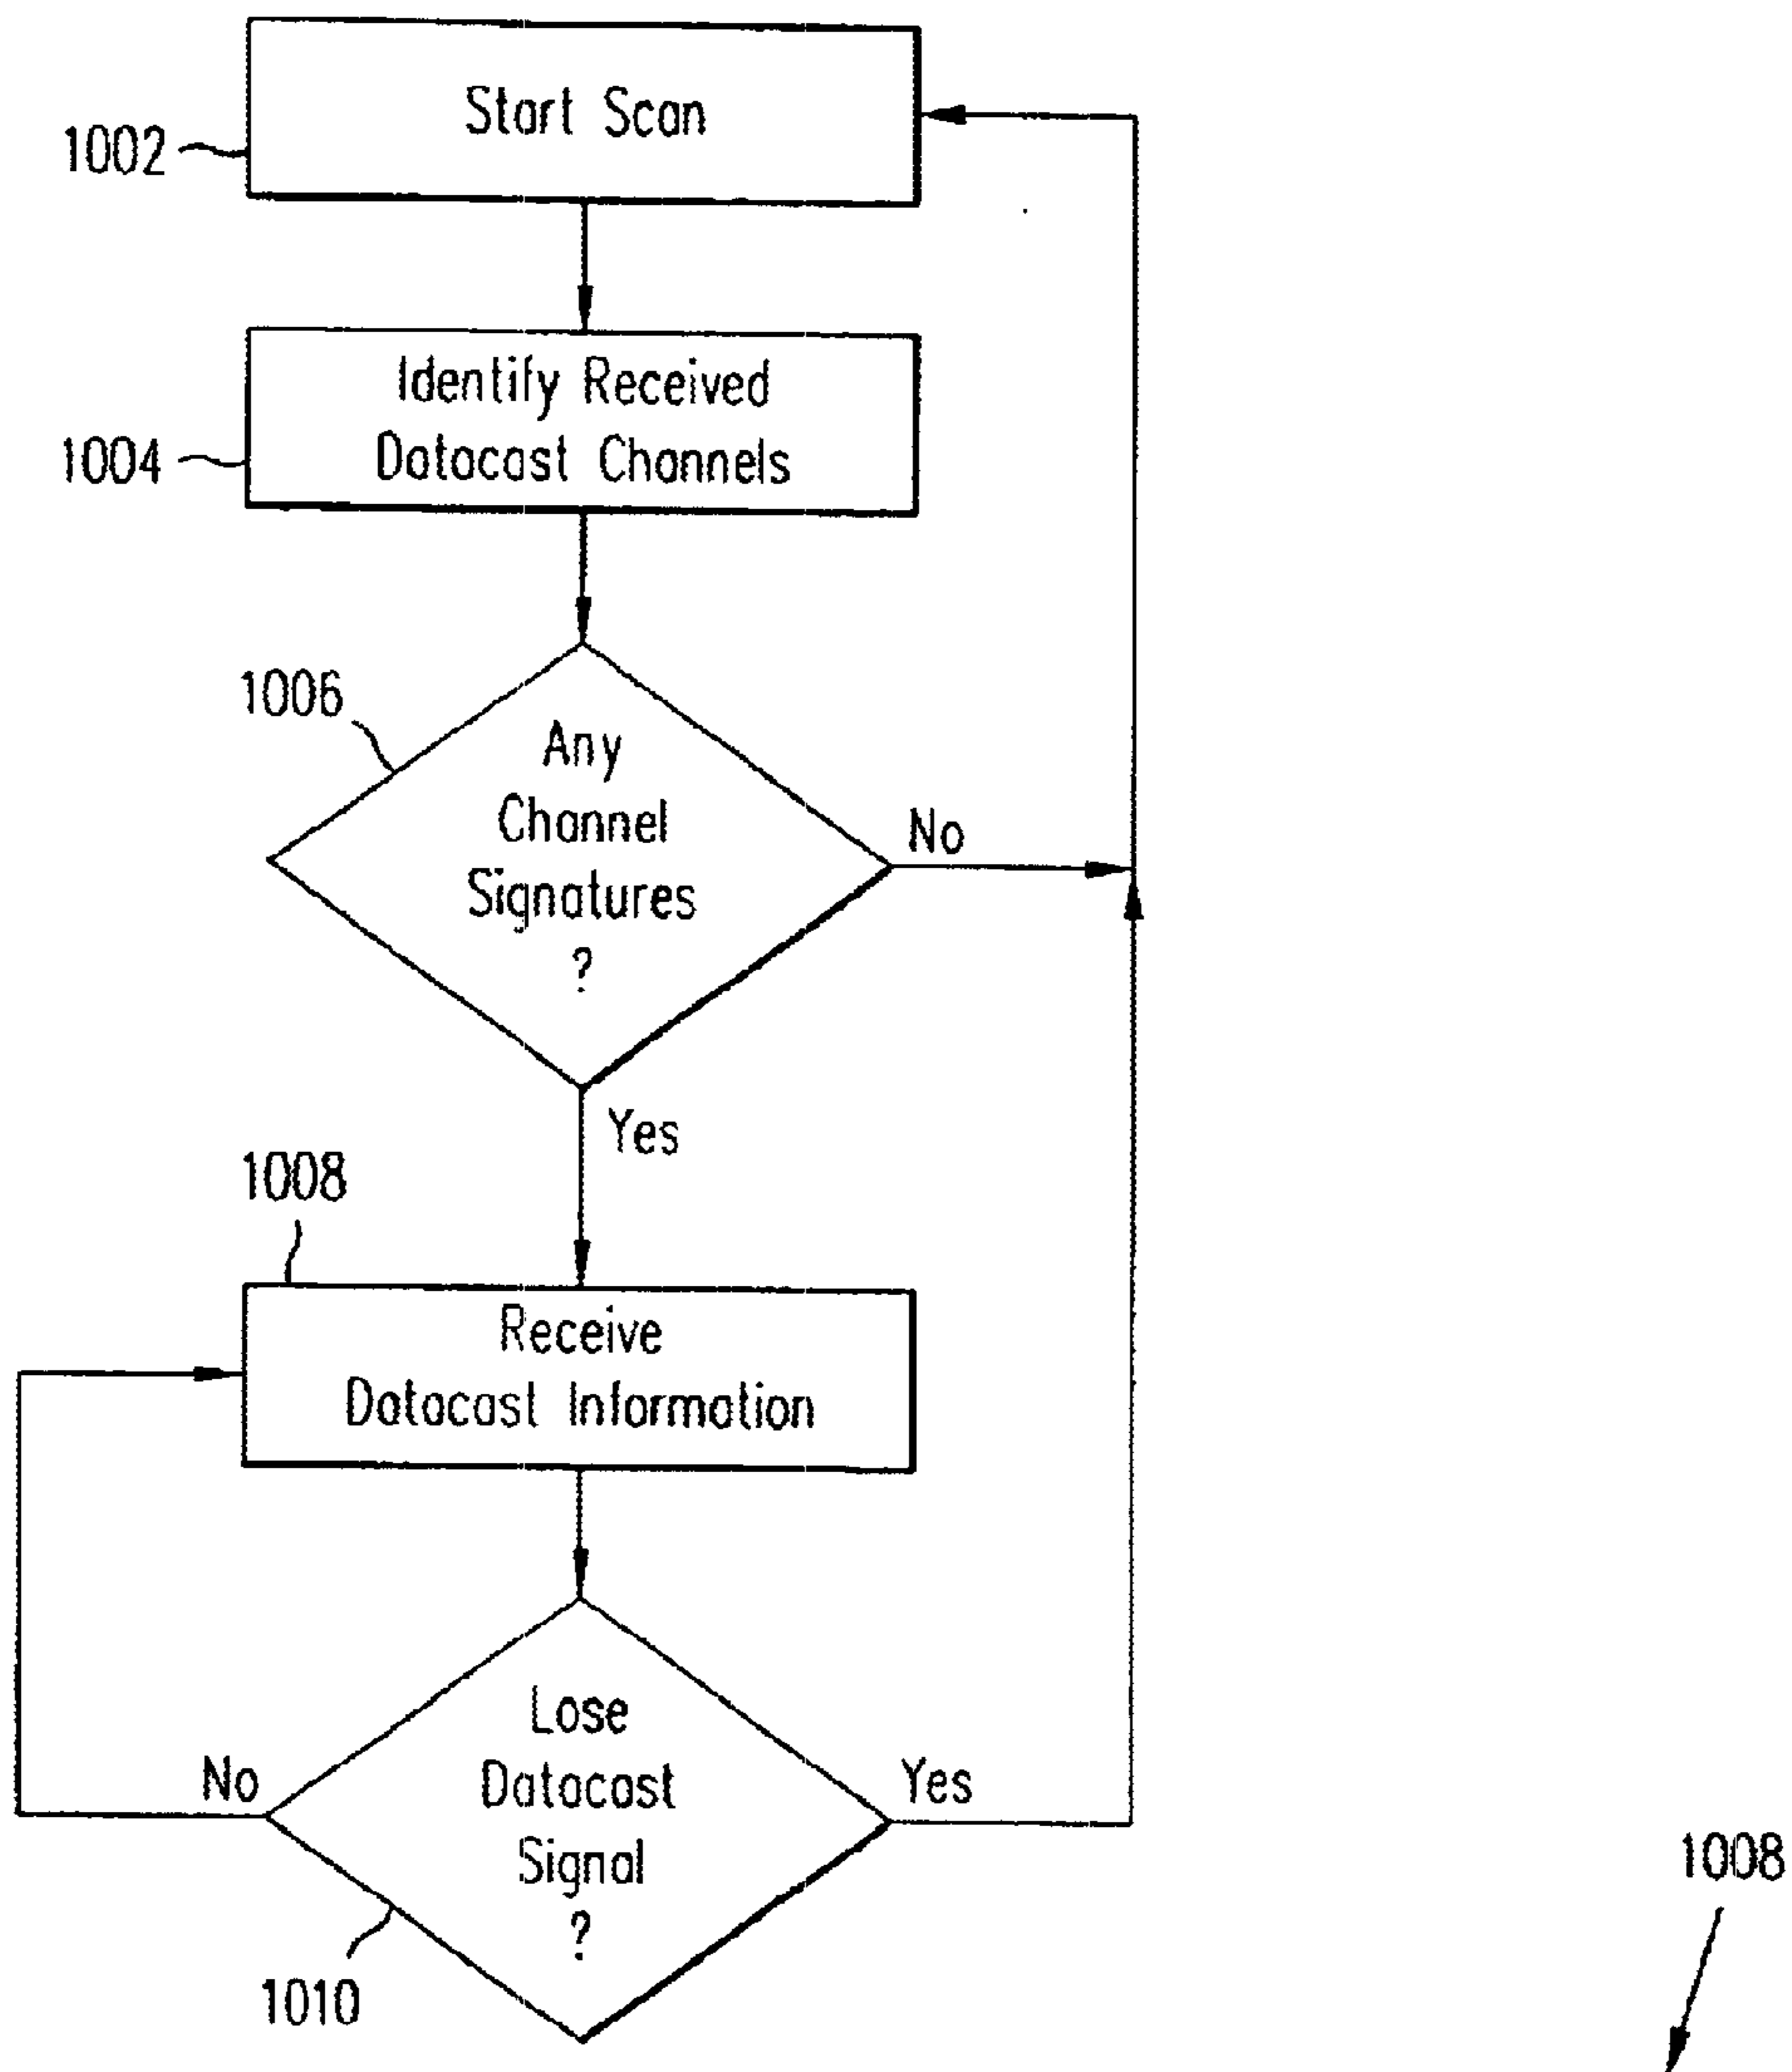 Start Scan
1002
Identify Received
Datacast Channels
1004
1006
Any
Channel
Signatures
?
No
Yes
1008
Receive
Datacast Information
Lose
Datacast
Signal
?
No
Yes
1010
1008